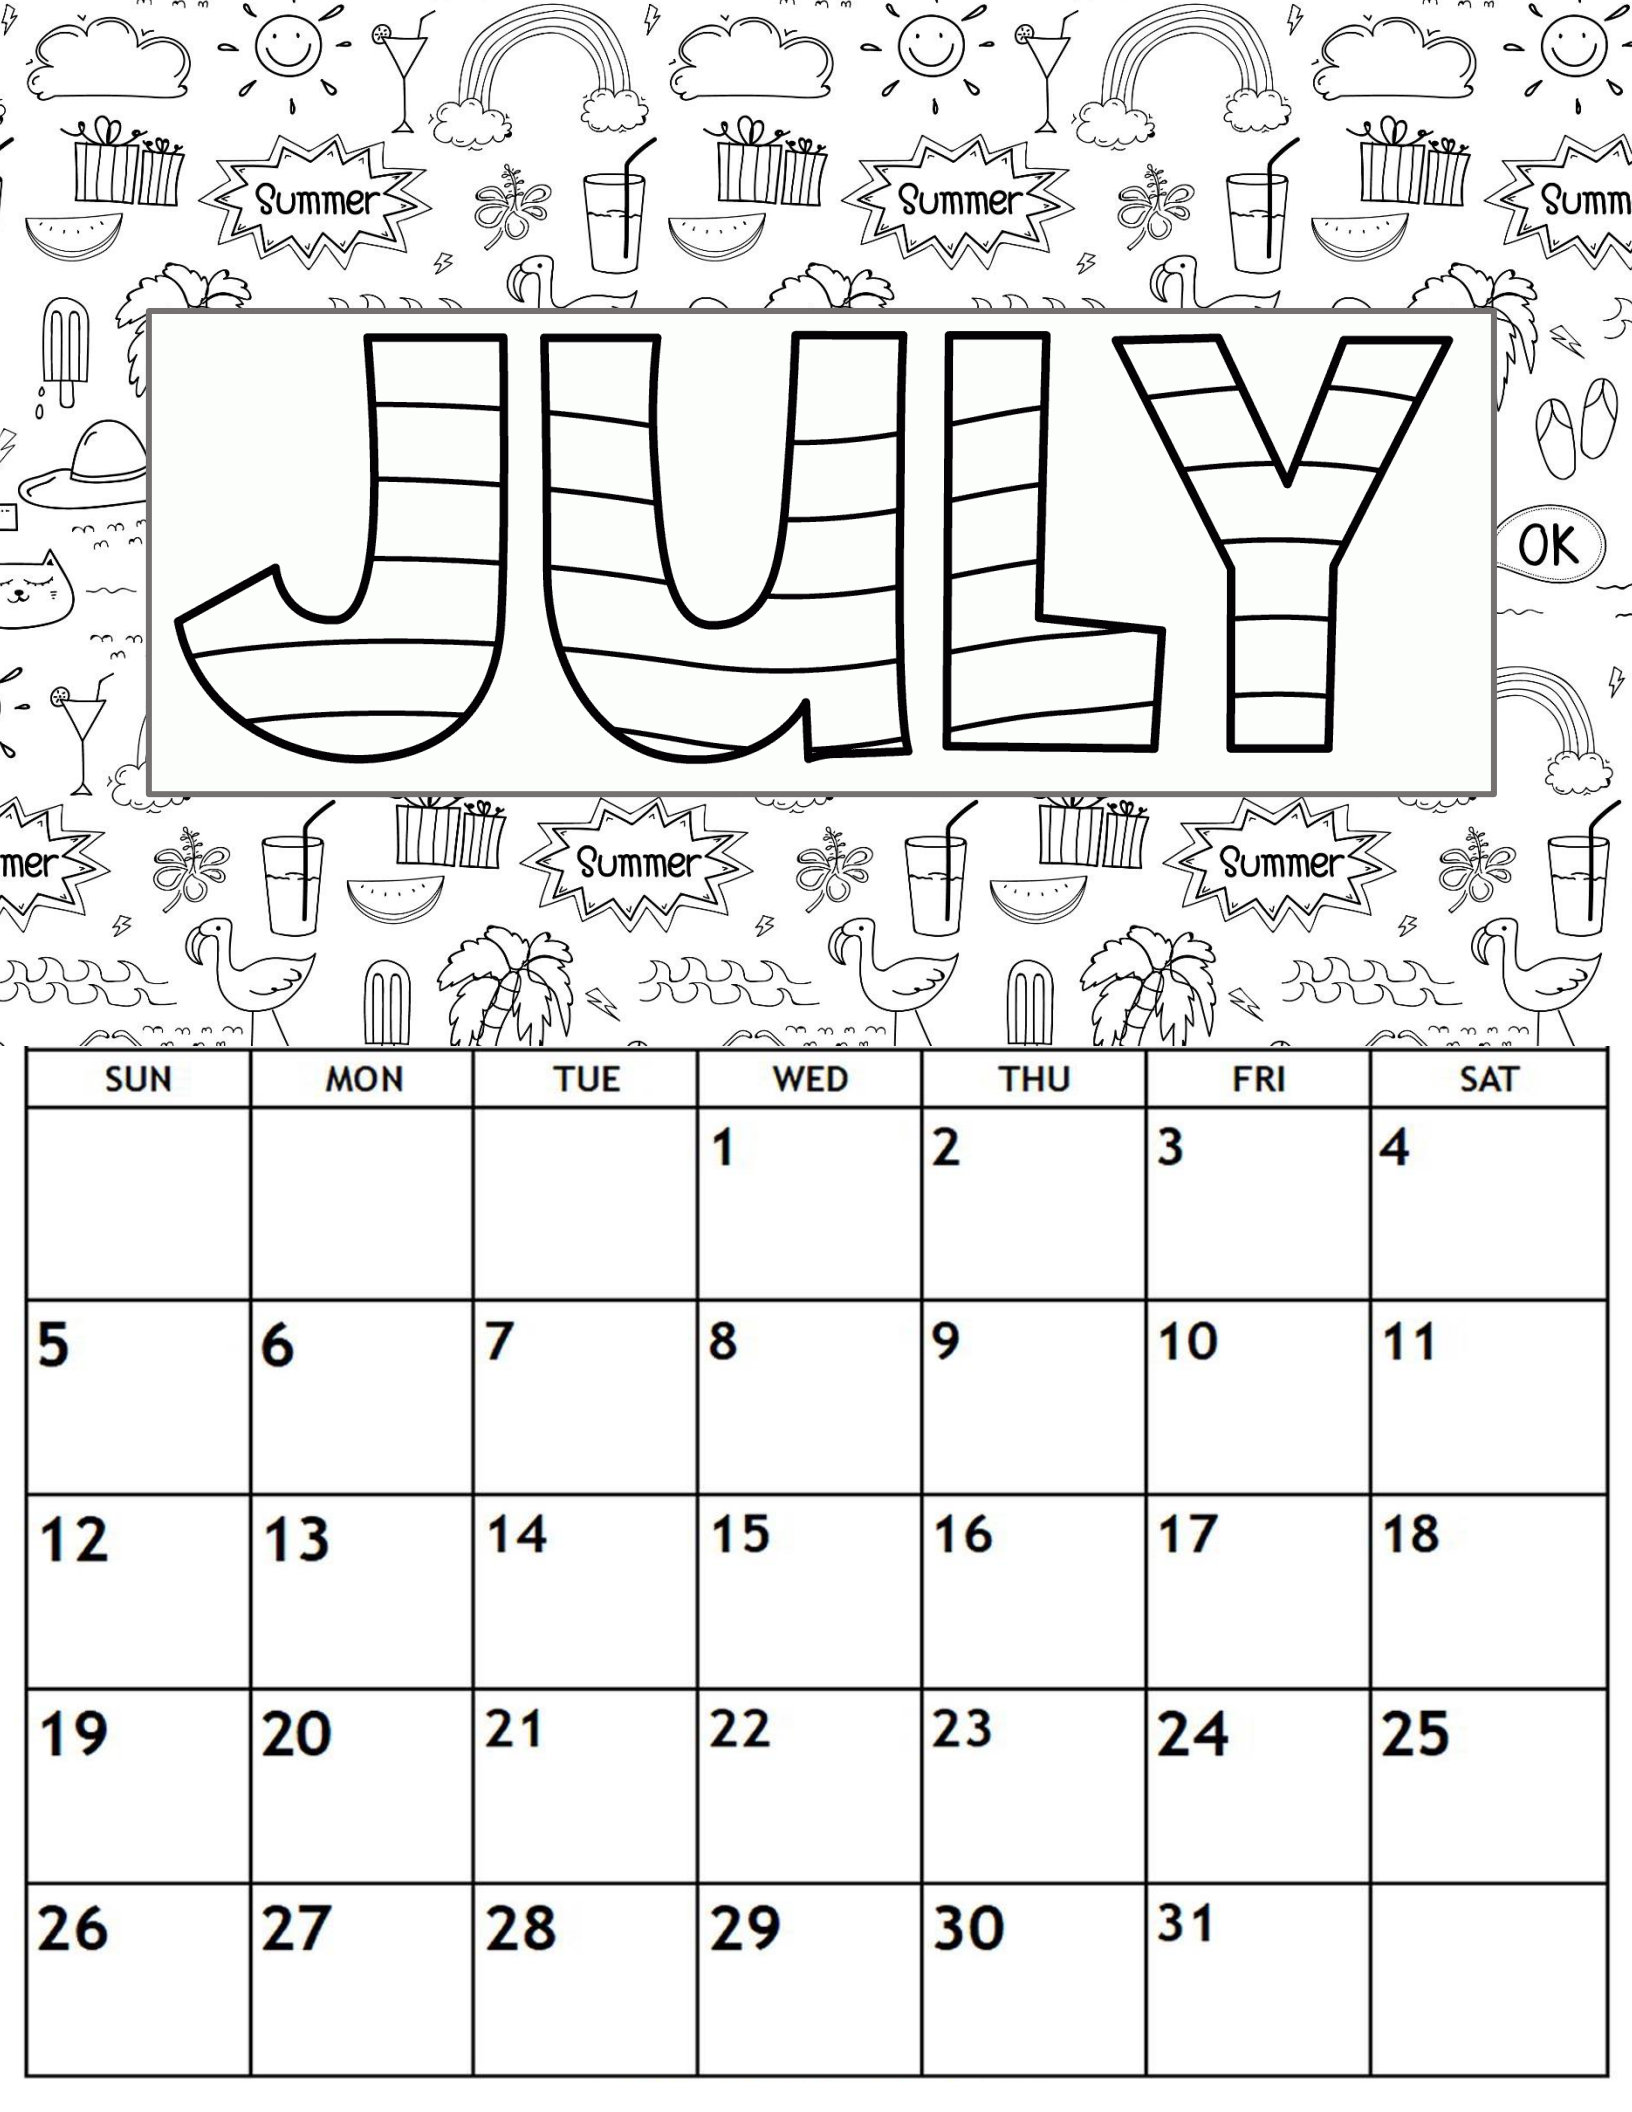 Summer Summer Summ
JULY
OK
mer Summer Summer
SUN MON TUE WED THU FRI SAT
1 2 3 4
5 6 7 8 9 10 11
12 13 14 15 16 17 18
19 20 21 22 23 24 25
26 27 28 29 30 31